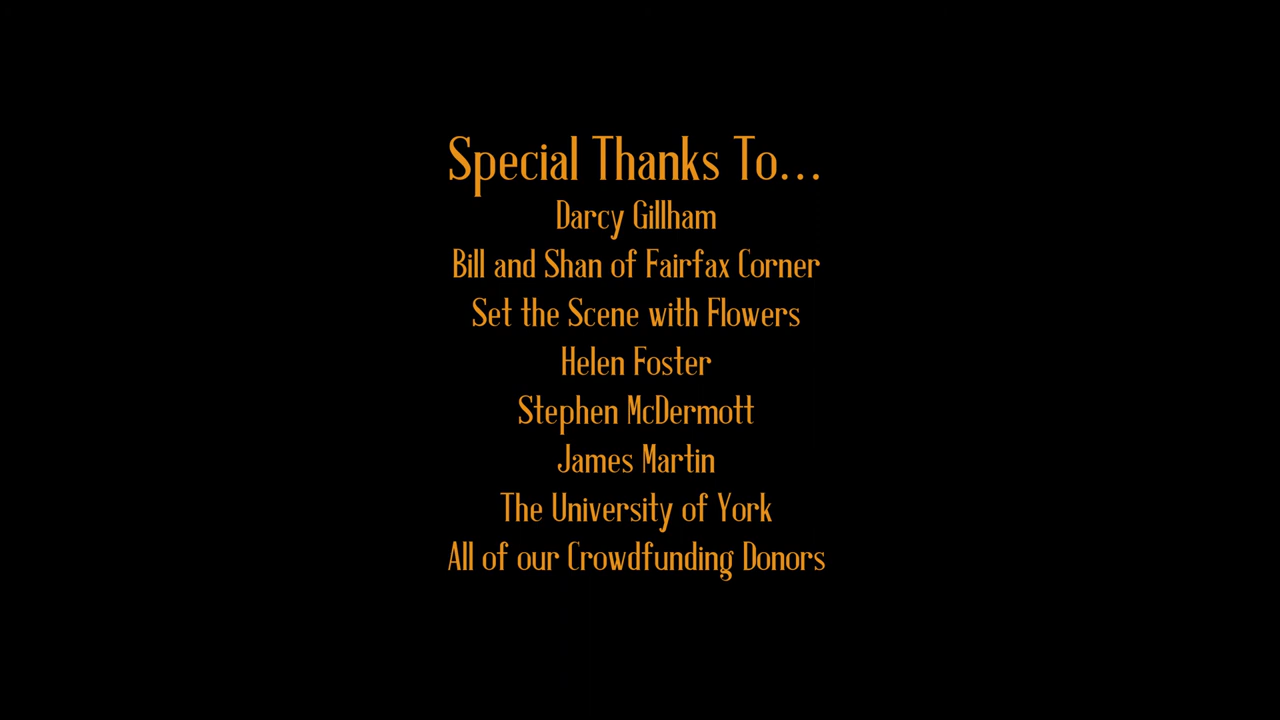 Special Thanks To...
Darcy Gillham
Bill and Shan of Fairfax Corner
Set the Scene with Flowers
Helen Foster
Stephen McDermott
James Martin
The University of York
All of our Crowdfunding Donors